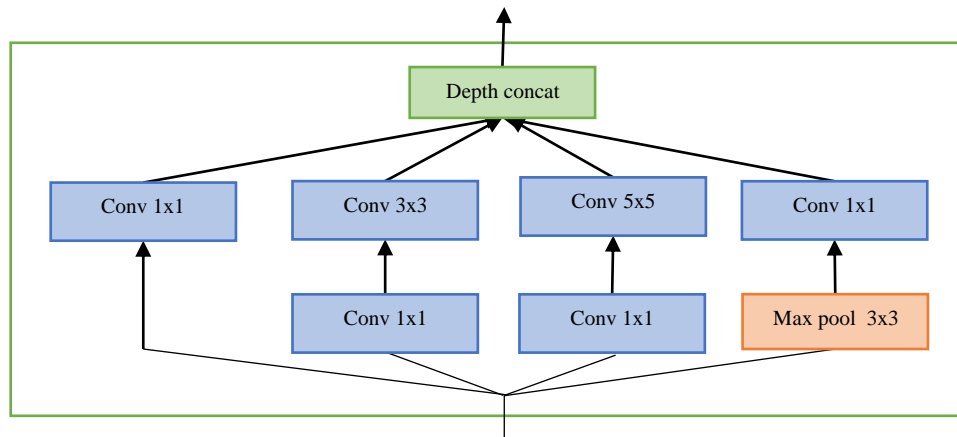 Depth concat
Conv 1x1
Conv 3x3
Conv 5x5
Conv 1x1
Conv 1x1
Conv 1x1
Max pool  3x3